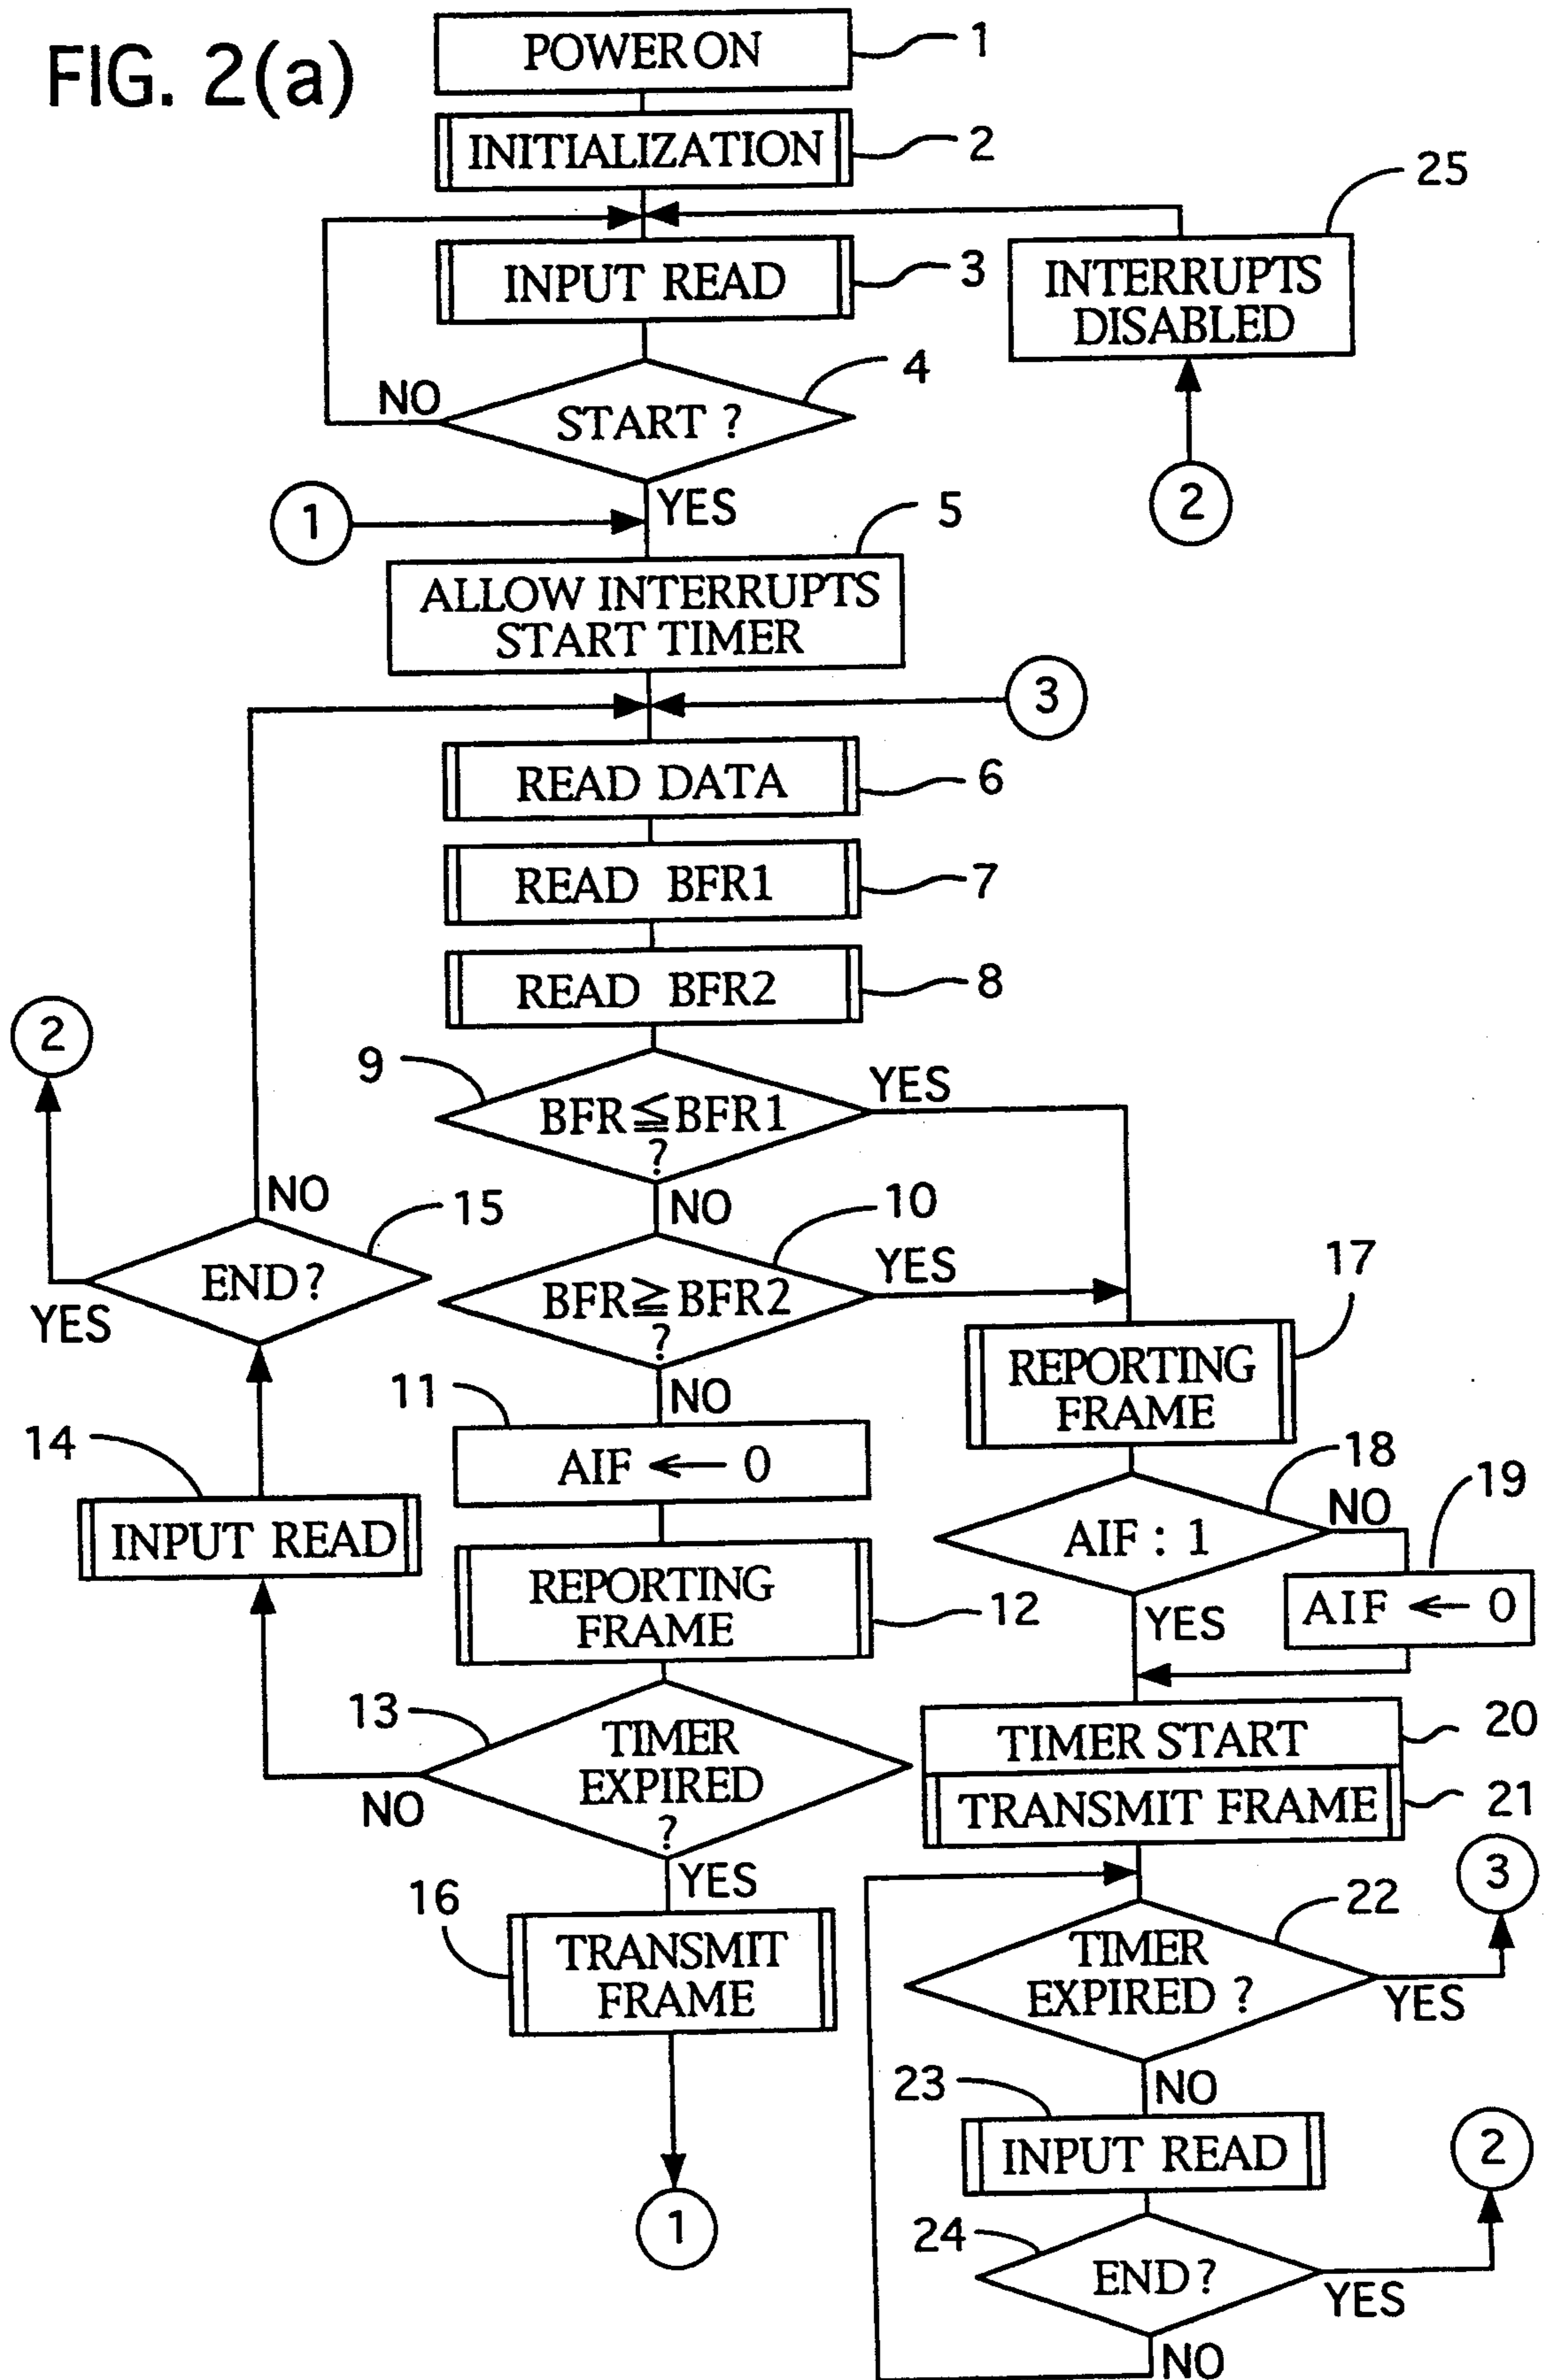 FIG. 2(a)
POWER ON
1
INITIALIZATION
2
25
INPUT READ
3
INTERRUPTS
DISABLED
4
NO
START ?
2
YES
1
5
ALLOW INTERRUPTS
START TIMER
3
READ DATA
6
READ BFR1
7
READ BFR2
8
2
9
BFR≦BFR1
?
YES
NO
NO
15
10
END?
YES
BFR≧BFR2
?
YES
17
REPORTING
FRAME
11
NO
14
AIF ← 0
18
NO
19
INPUT READ
AIF : 1
AIF ← 0
REPORTING
FRAME
12
YES
13
TIMER
EXPIRED
?
NO
TIMER START
20
TRANSMIT FRAME
21
YES
3
16
22
TRANSMIT
FRAME
TIMER
EXPIRED ?
YES
23
NO
INPUT READ
2
1
24
END?
YES
NO